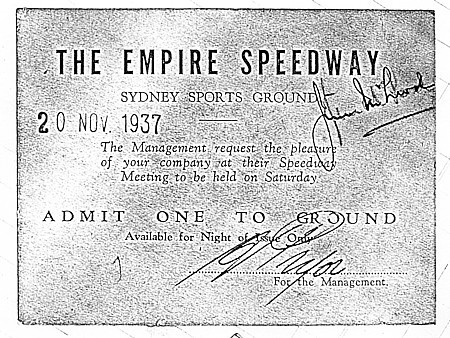 THE EMPIRE SPEEDWAY
SYDNEY SPORTS GROUND
20 NOV. 1937
The Management request the pleasure
of your company at their Speedway
Meeting to be held on Saturday
ADMIT ONE TO GROUND
Available for Night of Issue Only
For the Management.